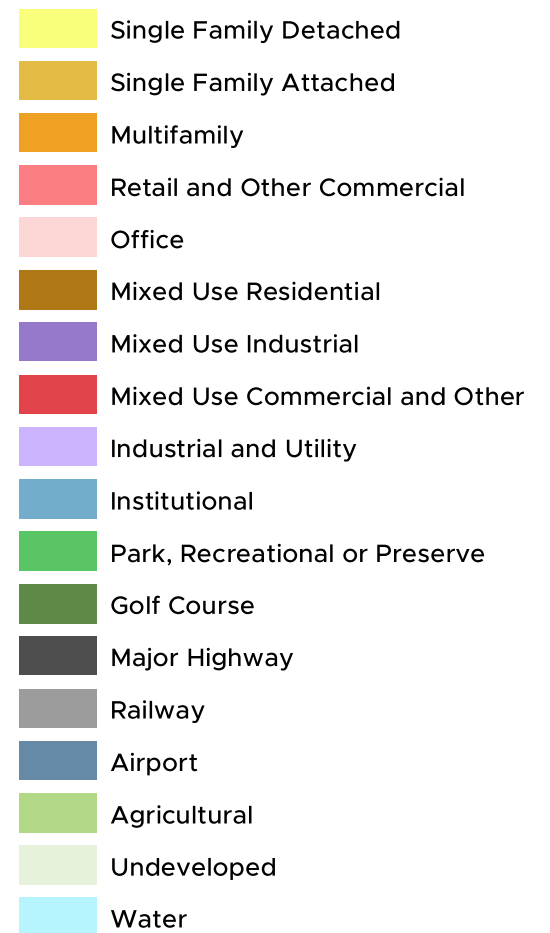 Single Family Detached
Single Family Attached
Multifamily
Retail and Other Commercial
Office
Mixed Use Residential
Mixed Use Industrial
Mixed Use Commercial and Other
Industrial and Utility
Institutional
Park, Recreational or Preserve
Golf Course
Major Highway
Railway
Airport
Agricultural
Undeveloped
Water